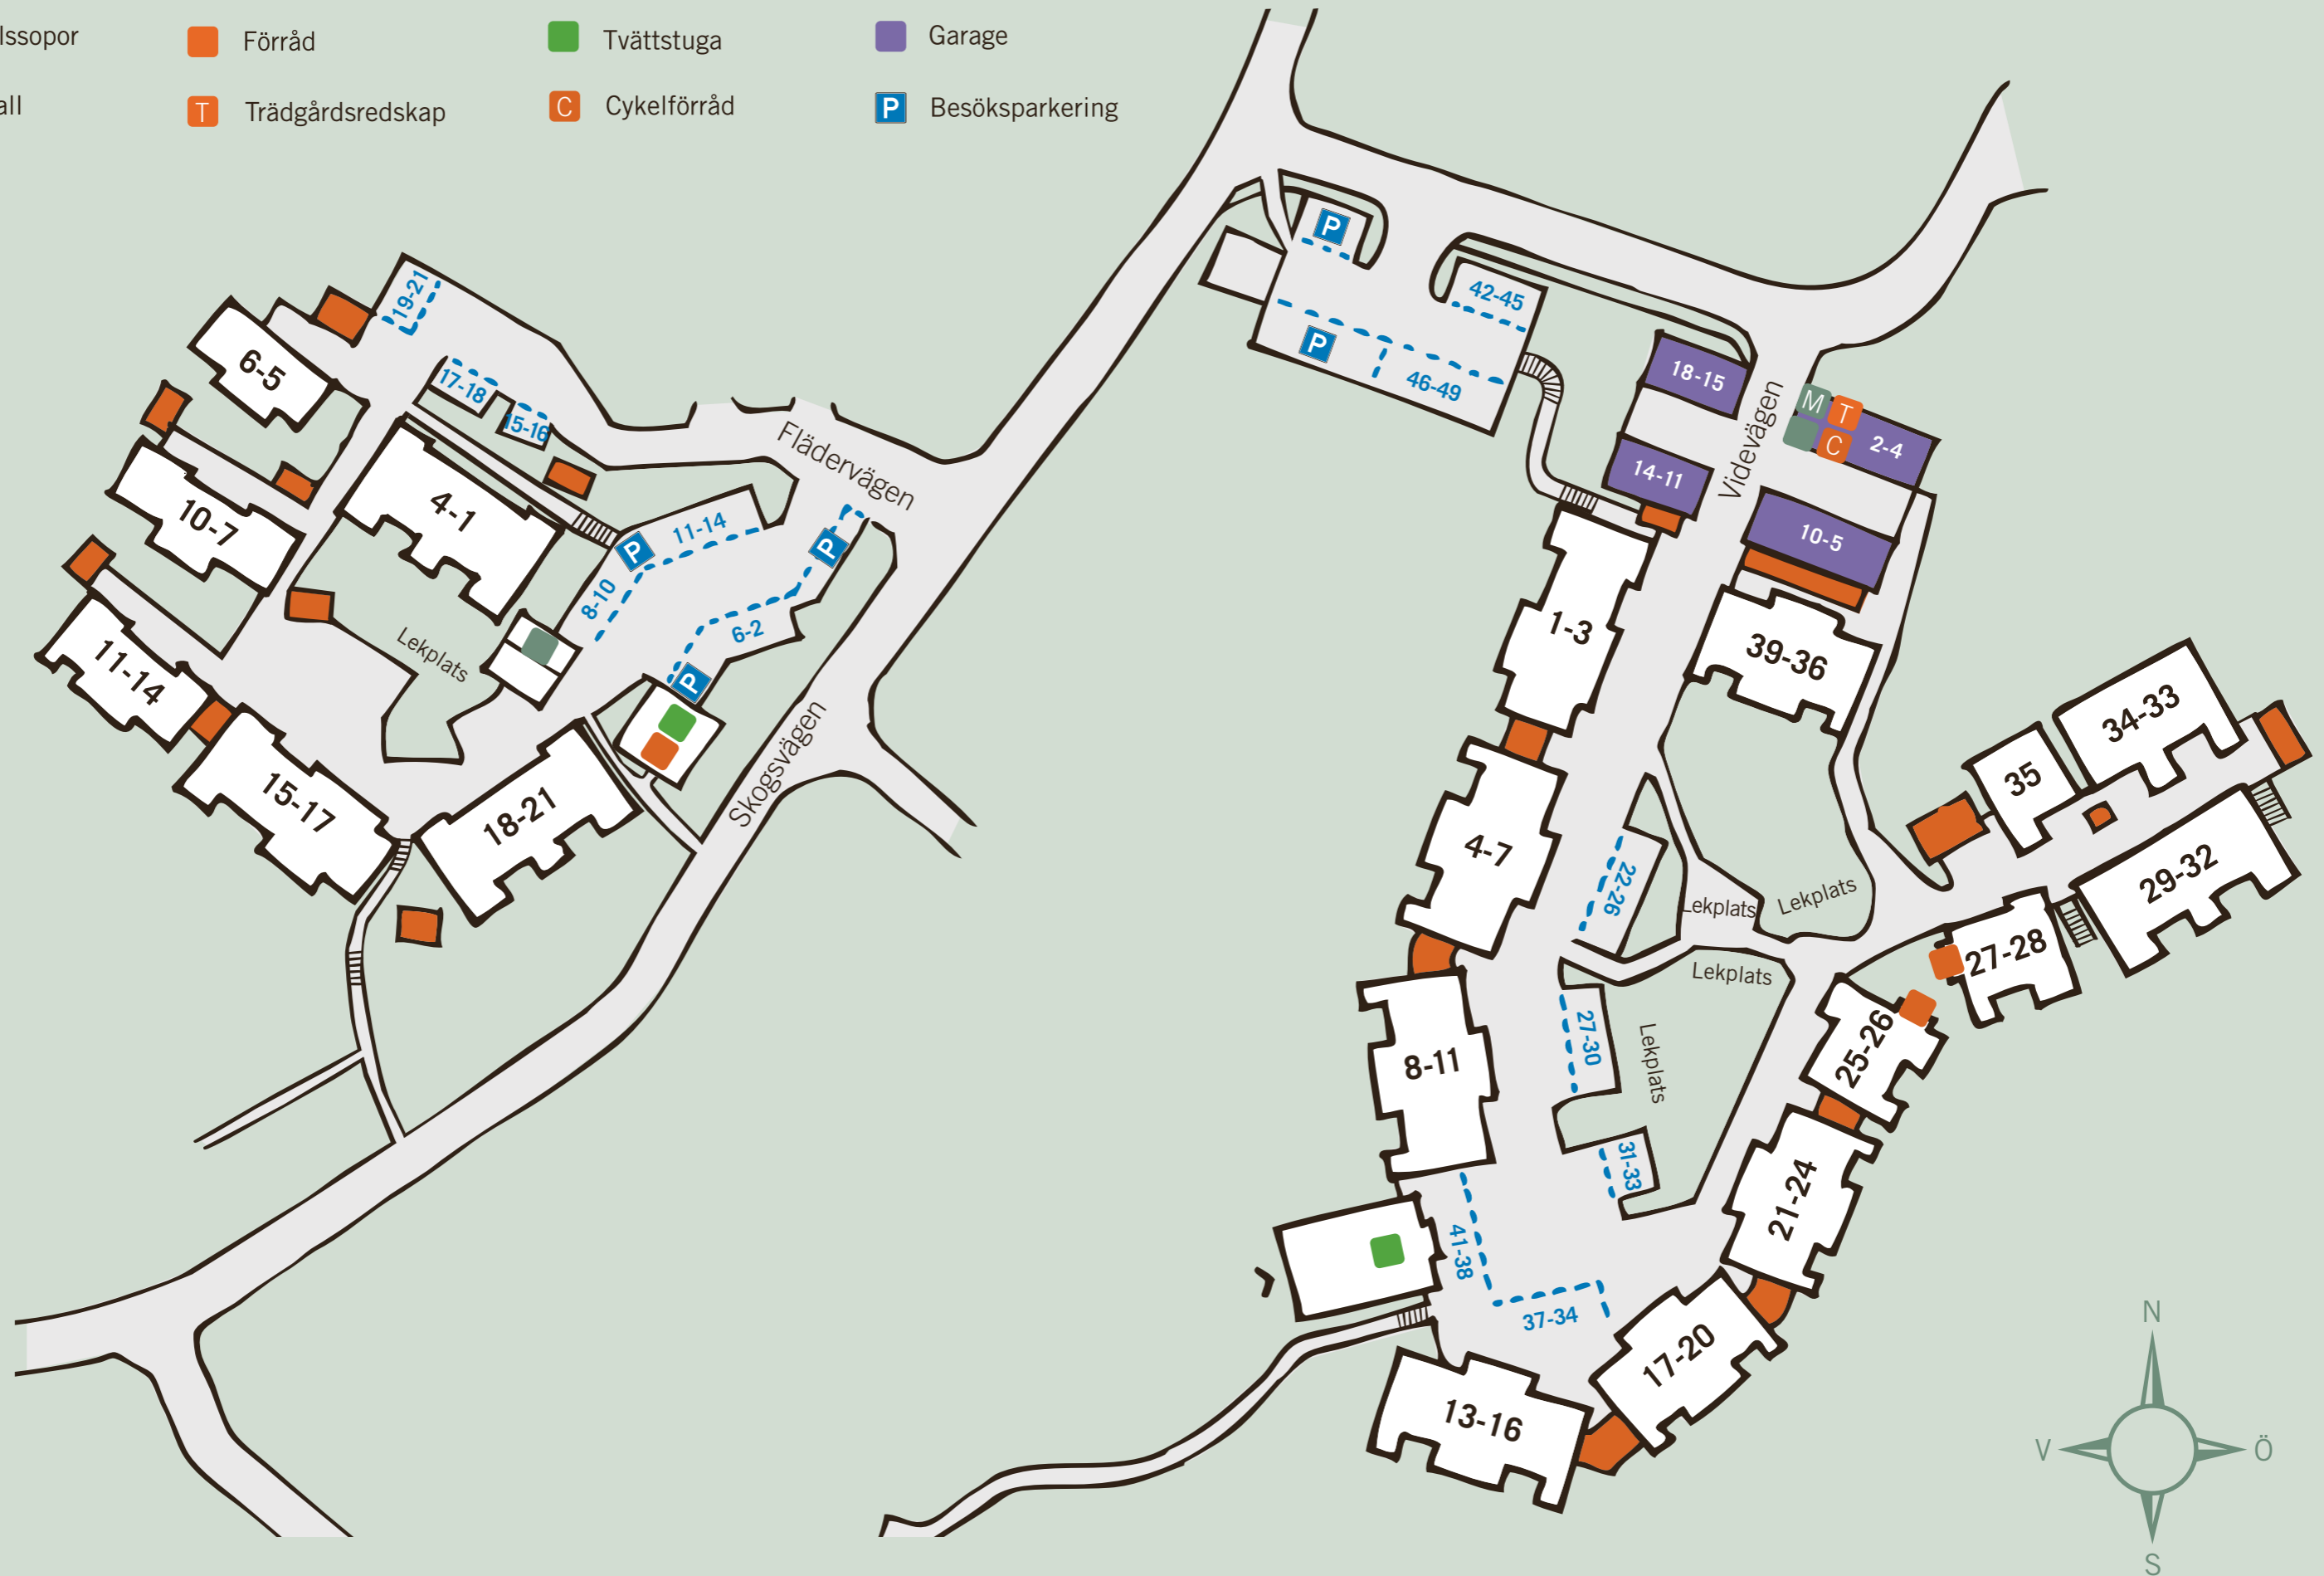 lssopor
Förråd
Tvättstuga
Garage
all
T Trädgårdsredskap
C Cykelförråd
P Besöksparkering
19-21
6-5
17-18
15-16
10-7
4-1
Flädervägen
11-14
P
P
8-10
6-2
P
Lekplats
11-14
15-17
18-21
Skogsvägen
P
P
42-45
46-49
18-15
14-11
Videvägen
M
T
C
2-4
10-5
1-3
39-36
4-7
22-26
Lekplats
Lekplats
Lekplats
35
34-33
29-32
27-28
25-26
8-11
27-30
Lekplats
31-33
21-24
41-38
37-34
17-20
13-16
N
V
Ö
S